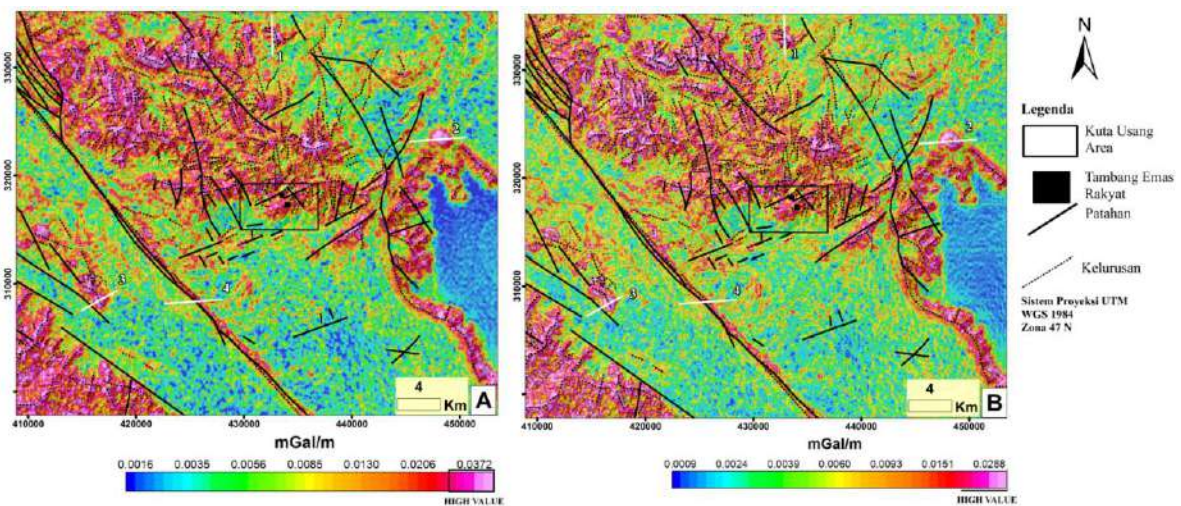 1
2
3
4
330000
320000
310000
4
Km
A
410000 420000 430000 440000 450000
mGal/m
0.0016 0.0035 0.0056 0.0085 0.0130 0.0206 0.0372
HIGH VALUE
1
2
3
4
330000
320000
310000
4
Km
B
410000 420000 430000 440000 450000
mGal/m
0.0009 0.0024 0.0039 0.0060 0.0093 0.0151 0.0288
HIGH VALUE
N
Legenda
Kuta Usang
Area
Tambang Emas
Rakyat
Patahan
Kelurusan
Sistem Proyeksi UTM
WGS 1984
Zona 47 N